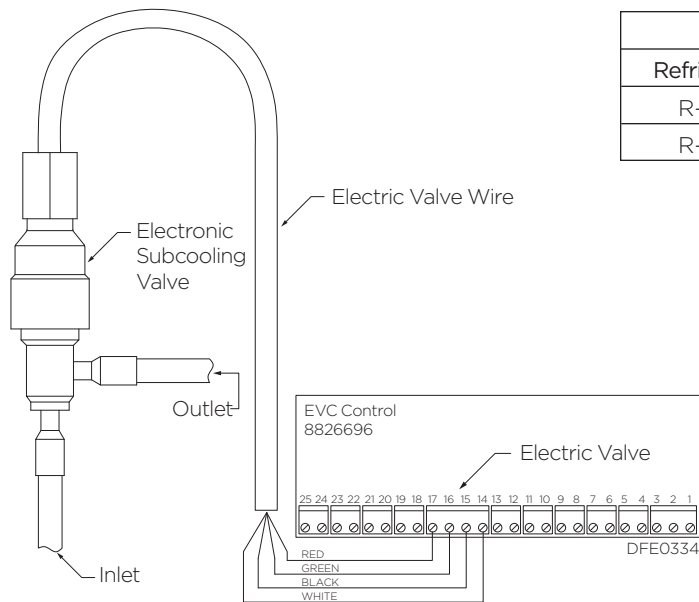 Refri
R-
R-
Electric Valve Wire
Electronic
Subcooling
Valve
Outlet
EVC Control
8826696
Electric Valve
25 24 23 22 21 20 19 18 17 16 15 14 13 12 11 10 9 8 7 6 5 4 3 2 1
DFE0334
RED
GREEN
BLACK
WHITE
Inlet